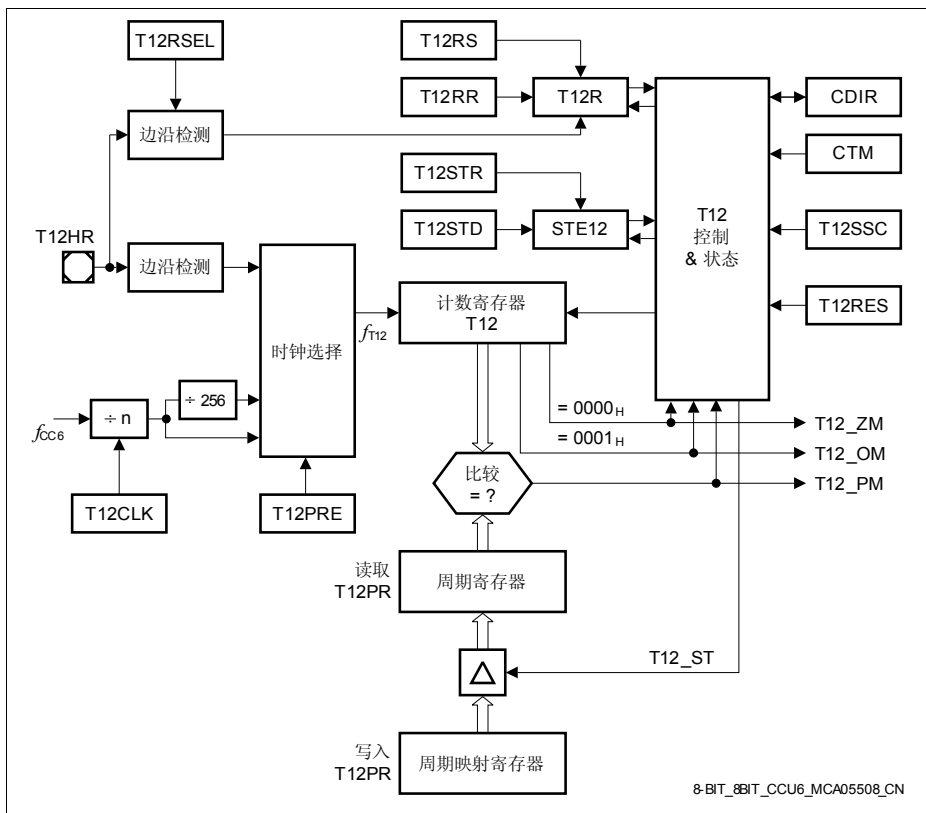 T12RSEL
T12RS
T12RR
T12R
CDIR
边沿检测
CTM
T12STR
T12
控制
& 状态
T12HR
T12STD
STE12
T12SSC
边沿检测
T12RES
计数寄存器
T12
时钟选择
fT12
÷ 256
÷ n
fCC6
= 0000H
T12_ZM
= 0001H
T12_OM
比较
= ?
T12_PM
T12CLK
T12PRE
读取
T12PR
周期寄存器
T12_ST
写入
T12PR
周期映射寄存器
8-BIT_8BIT_CCU6_MCA05508_CN